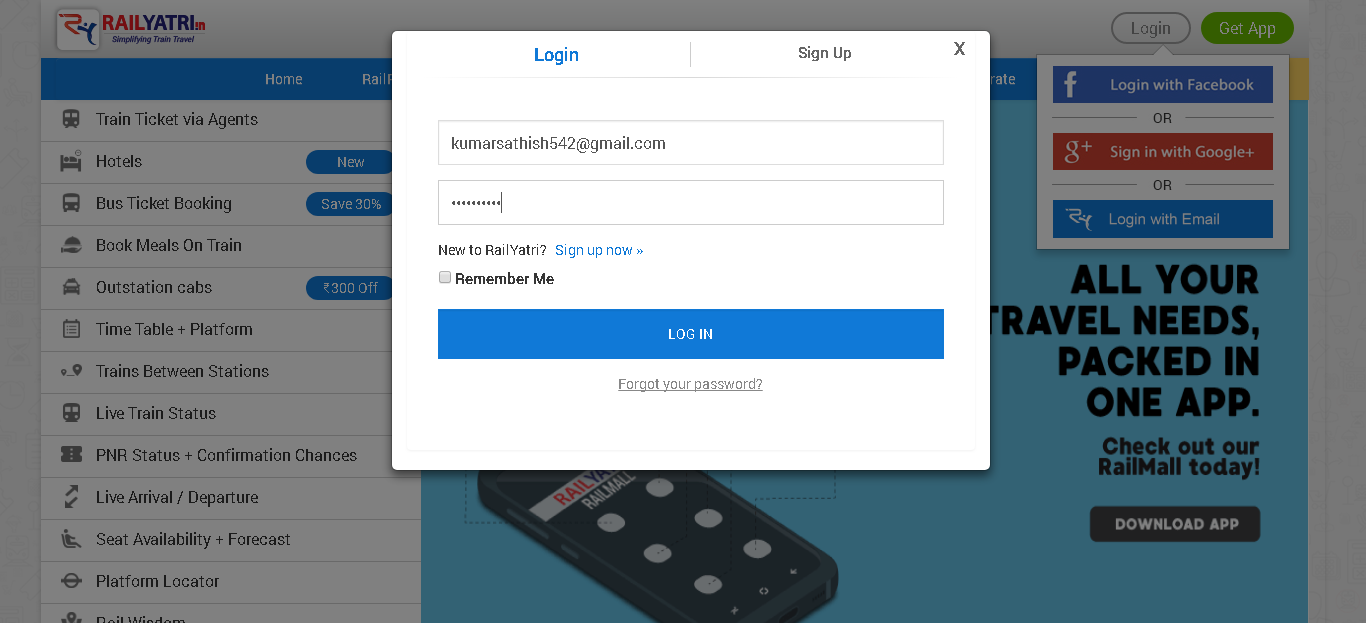 RAILYATRI.in
Simplifying Train Travel
Login
Get App
Home
Login
Sign Up
X
Login with Facebook
OR
Sign in with Google+
OR
Login with Email
Train Ticket via Agents
Hotels
New
Bus Ticket Booking
Save 30%
Book Meals On Train
Outstation cabs
₹300 Off
Time Table + Platform
Trains Between Stations
Live Train Status
PNR Status + Confirmation Chances
Live Arrival / Departure
Seat Availability + Forecast
Platform Locator
Rail Wisdom
kumarsathish542@gmail.com
••••••••••
New to RailYatri? Sign up now »
Remember Me
LOG IN
Forgot your password?
ALL YOUR
TRAVEL NEEDS,
PACKED IN
ONE APP.
Check out our
RailMall today!
DOWNLOAD APP
RAILYATRI
RAILMALL